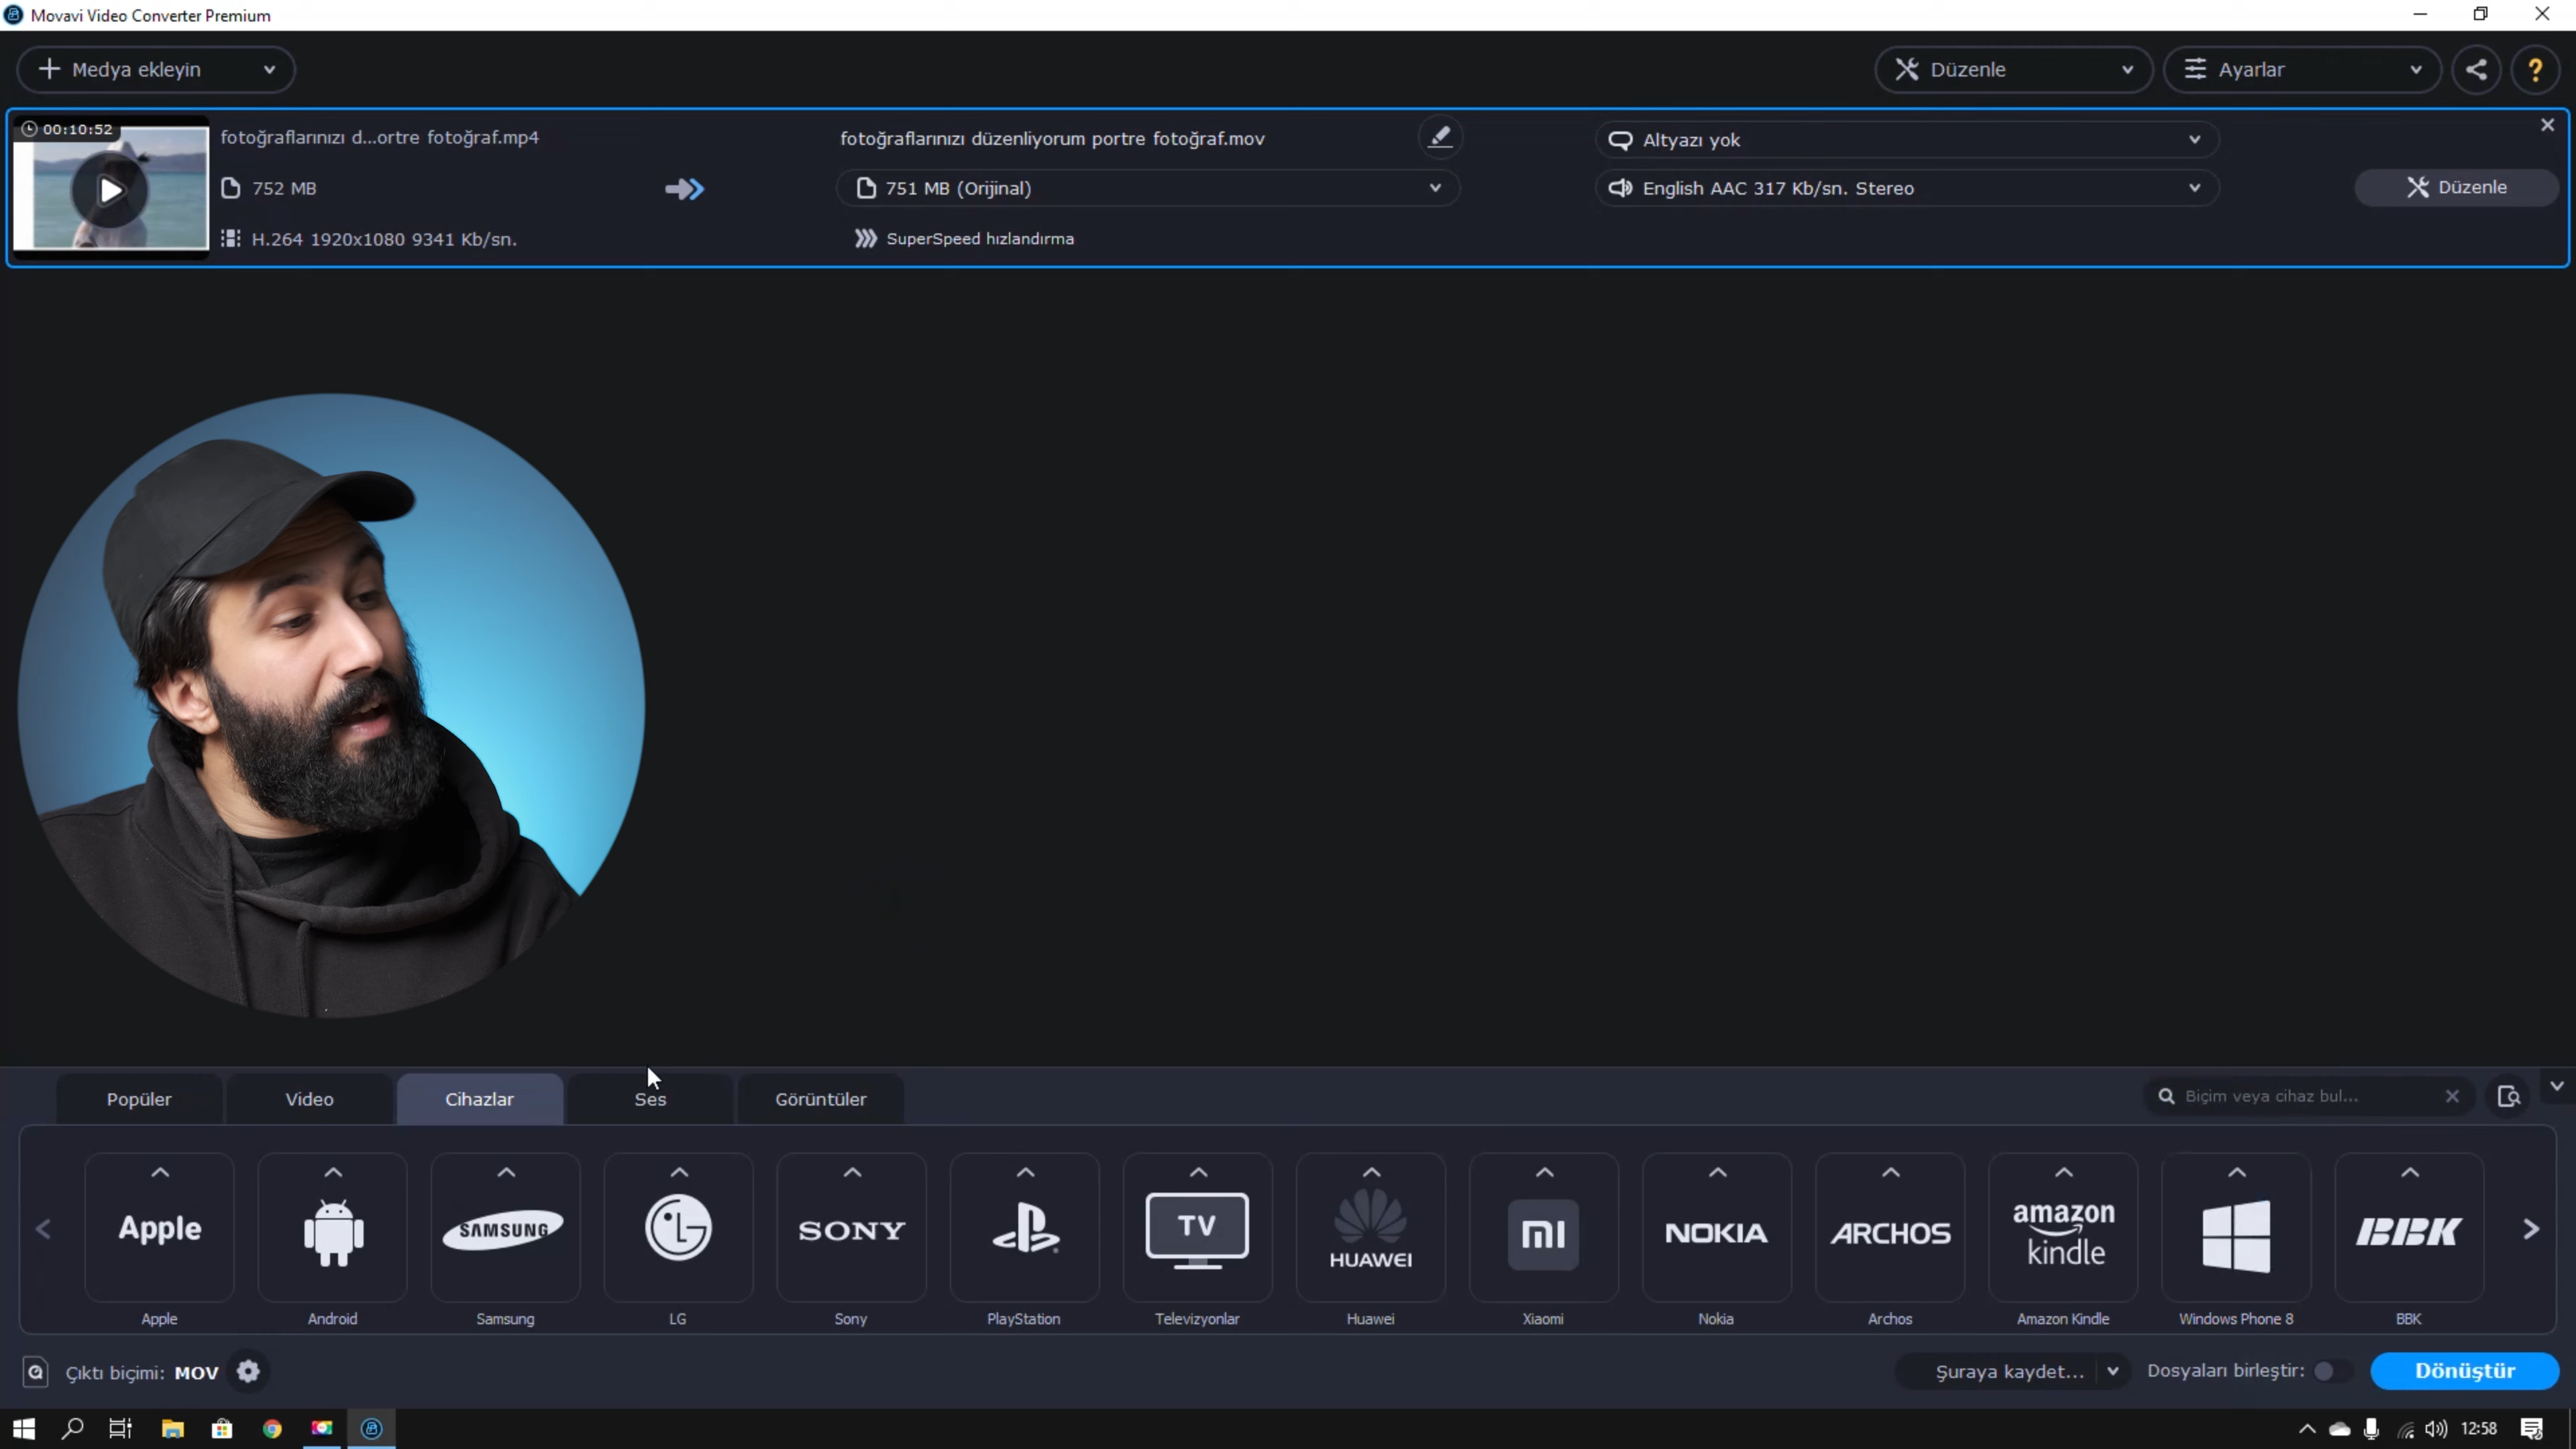 Movavi Video Converter Premium
Medya ekleyin
Düzenle
Ayarlar
00:10:52
fotoğraflarınızı d...ortre fotoğraf.mp4
fotoğraflarınızı düzenliyorum portre fotoğraf.mov
Altyazı yok
752 MB
751 MB (Orijinal)
English AAC 317 Kb/sn. Stereo
Düzenle
H.264 1920x1080 9341 Kb/sn.
SuperSpeed hızlandırma
Popüler
Video
Cihazlar
Ses
Görüntüler
Biçim veya cihaz bul...
Apple
SAMSUNG
LG
SONY
TV
HUAWEI
mi
NOKIA
ARCHOS
amazon
kindle
BBK
Apple
Android
Samsung
LG
Sony
PlayStation
Televizyonlar
Huawei
Xiaomi
Nokia
Archos
Amazon Kindle
Windows Phone 8
BBK
Çıktı biçimi: MOV
Şuraya kaydet...
Dosyaları birleştir:
Dönüştür
12:58